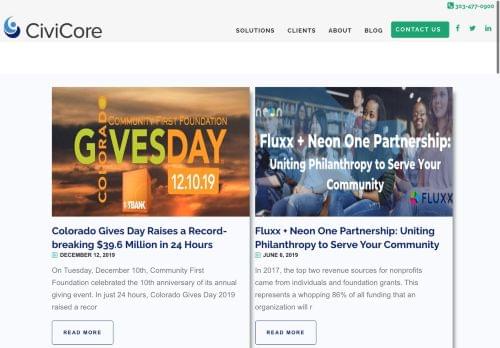 303-477-0900
CiviCore
SOLUTIONS CLIENTS ABOUT BLOG CONTACT US
COLORADO
COMMUNITY FIRST FOUNDATION
GIVESDAY
12.10.19
1STBANK
neon one
Fluxx + Neon One Partnership:
Uniting Philanthropy to Serve Your
Community
FLUXX
Colorado Gives Day Raises a Record-
breaking $39.6 Million in 24 Hours
DECEMBER 12, 2019
On Tuesday, December 10th, Community First
Foundation celebrated the 10th anniversary of its annual
giving event. In just 24 hours, Colorado Gives Day 2019
raised a recor
READ MORE
Fluxx + Neon One Partnership: Uniting
Philanthropy to Serve Your Community
JUNE 6, 2019
In 2017, the top two revenue sources for nonprofits
came from individuals and foundation grants. This
represents a whopping 86% of all funding that an
organization will r
READ MORE